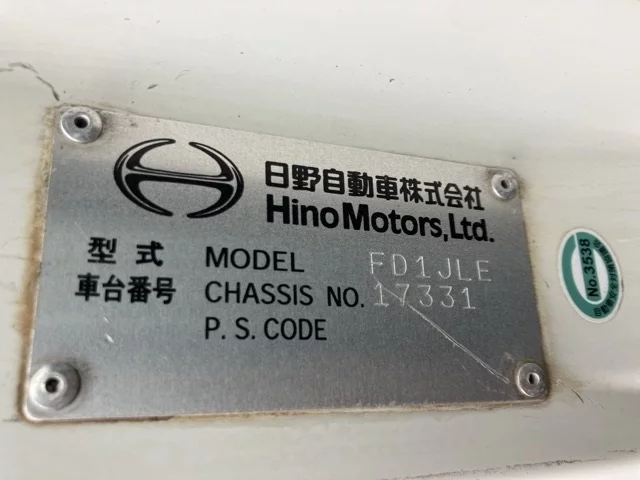 日野自動車株式会社
Hino Motors, Ltd.
型式 MODEL FD1JLE
車台番号 CHASSIS NO. 17331
P. S. CODE
No.3538